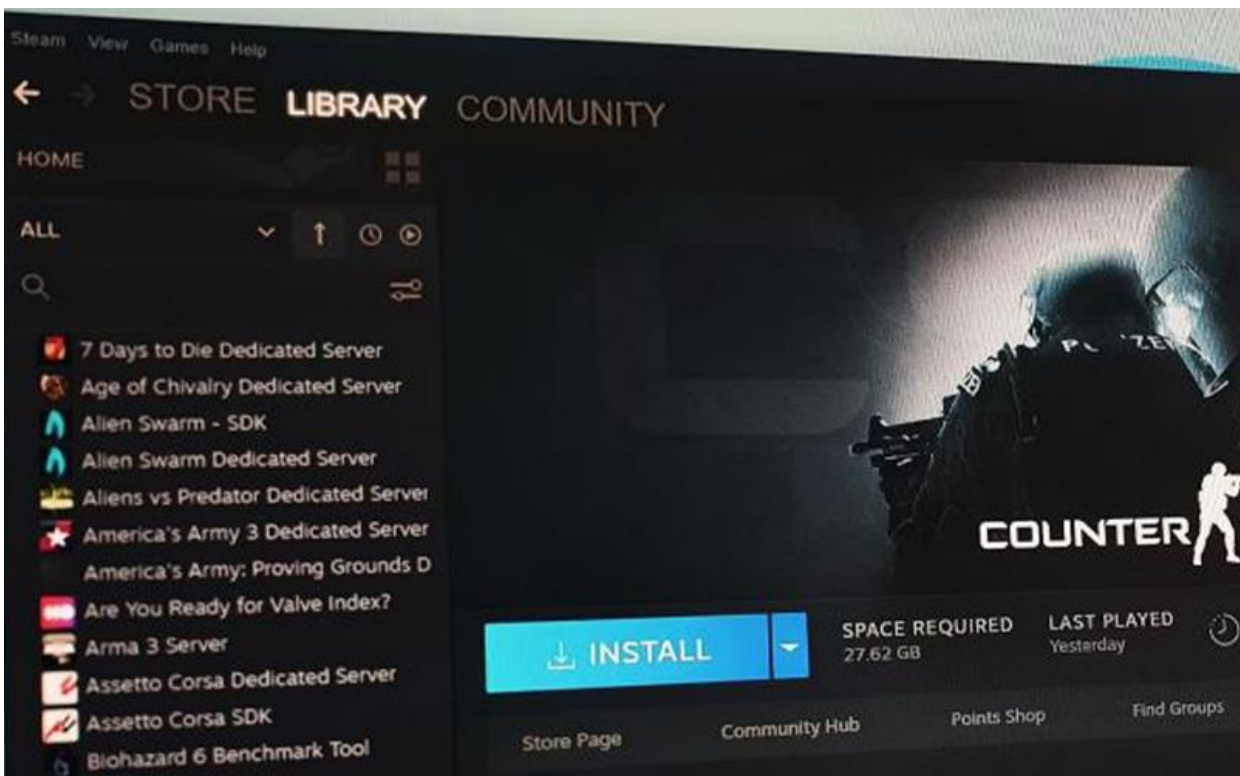 Steam View Games Help
STORE LIBRARY COMMUNITY
HOME
ALL
7 Days to Die Dedicated Server
Age of Chivalry Dedicated Server
Alien Swarm - SDK
Alien Swarm Dedicated Server
Aliens vs Predator Dedicated Server
America's Army 3 Dedicated Server
America's Army: Proving Grounds D
Are You Ready for Valve Index?
Arma 3 Server
Assetto Corsa Dedicated Server
Assetto Corsa SDK
Biohazard 6 Benchmark Tool
COUNTER
INSTALL
SPACE REQUIRED
27.62 GB
LAST PLAYED
Yesterday
Store Page Community Hub Points Shop Find Groups